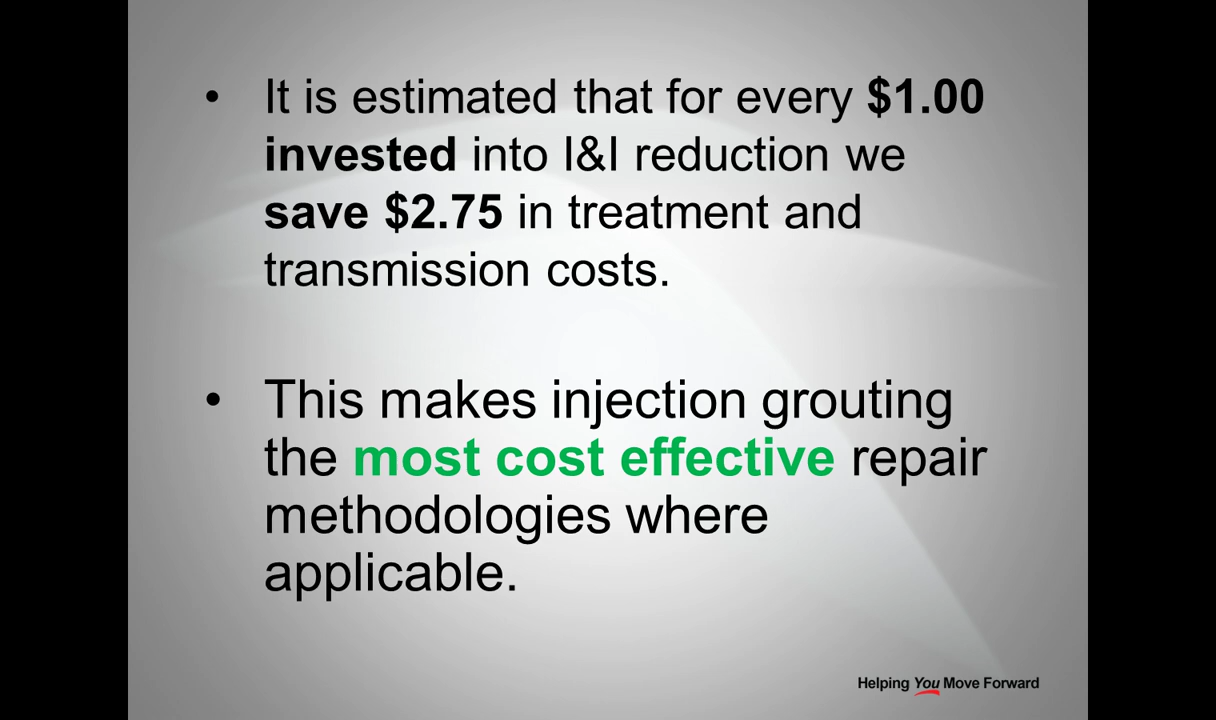 • It is estimated that for every $1.00
invested into I&I reduction we
save $2.75 in treatment and
transmission costs.
• This makes injection grouting
the most cost effective repair
methodologies where
applicable.
Helping You Move Forward